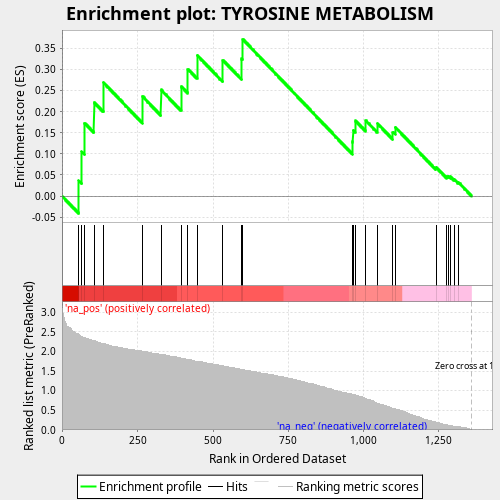 Enrichment plot: TYROSINE METABOLISM
Enrichment score (ES)
0.35
0.30
0.25
0.20
0.15
0.10
0.05
0.00
-0.05
'na_pos' (positively correlated)
Ranked list metric (PreRanked)
3.0
2.5
2.0
1.5
1.0
0.5
0.0
Zero cross at 1
'na_neg' (negatively correlated)
0
250
500
750
1,000
1,250
Rank in Ordered Dataset
Enrichment profile
Hits
Ranking metric scores